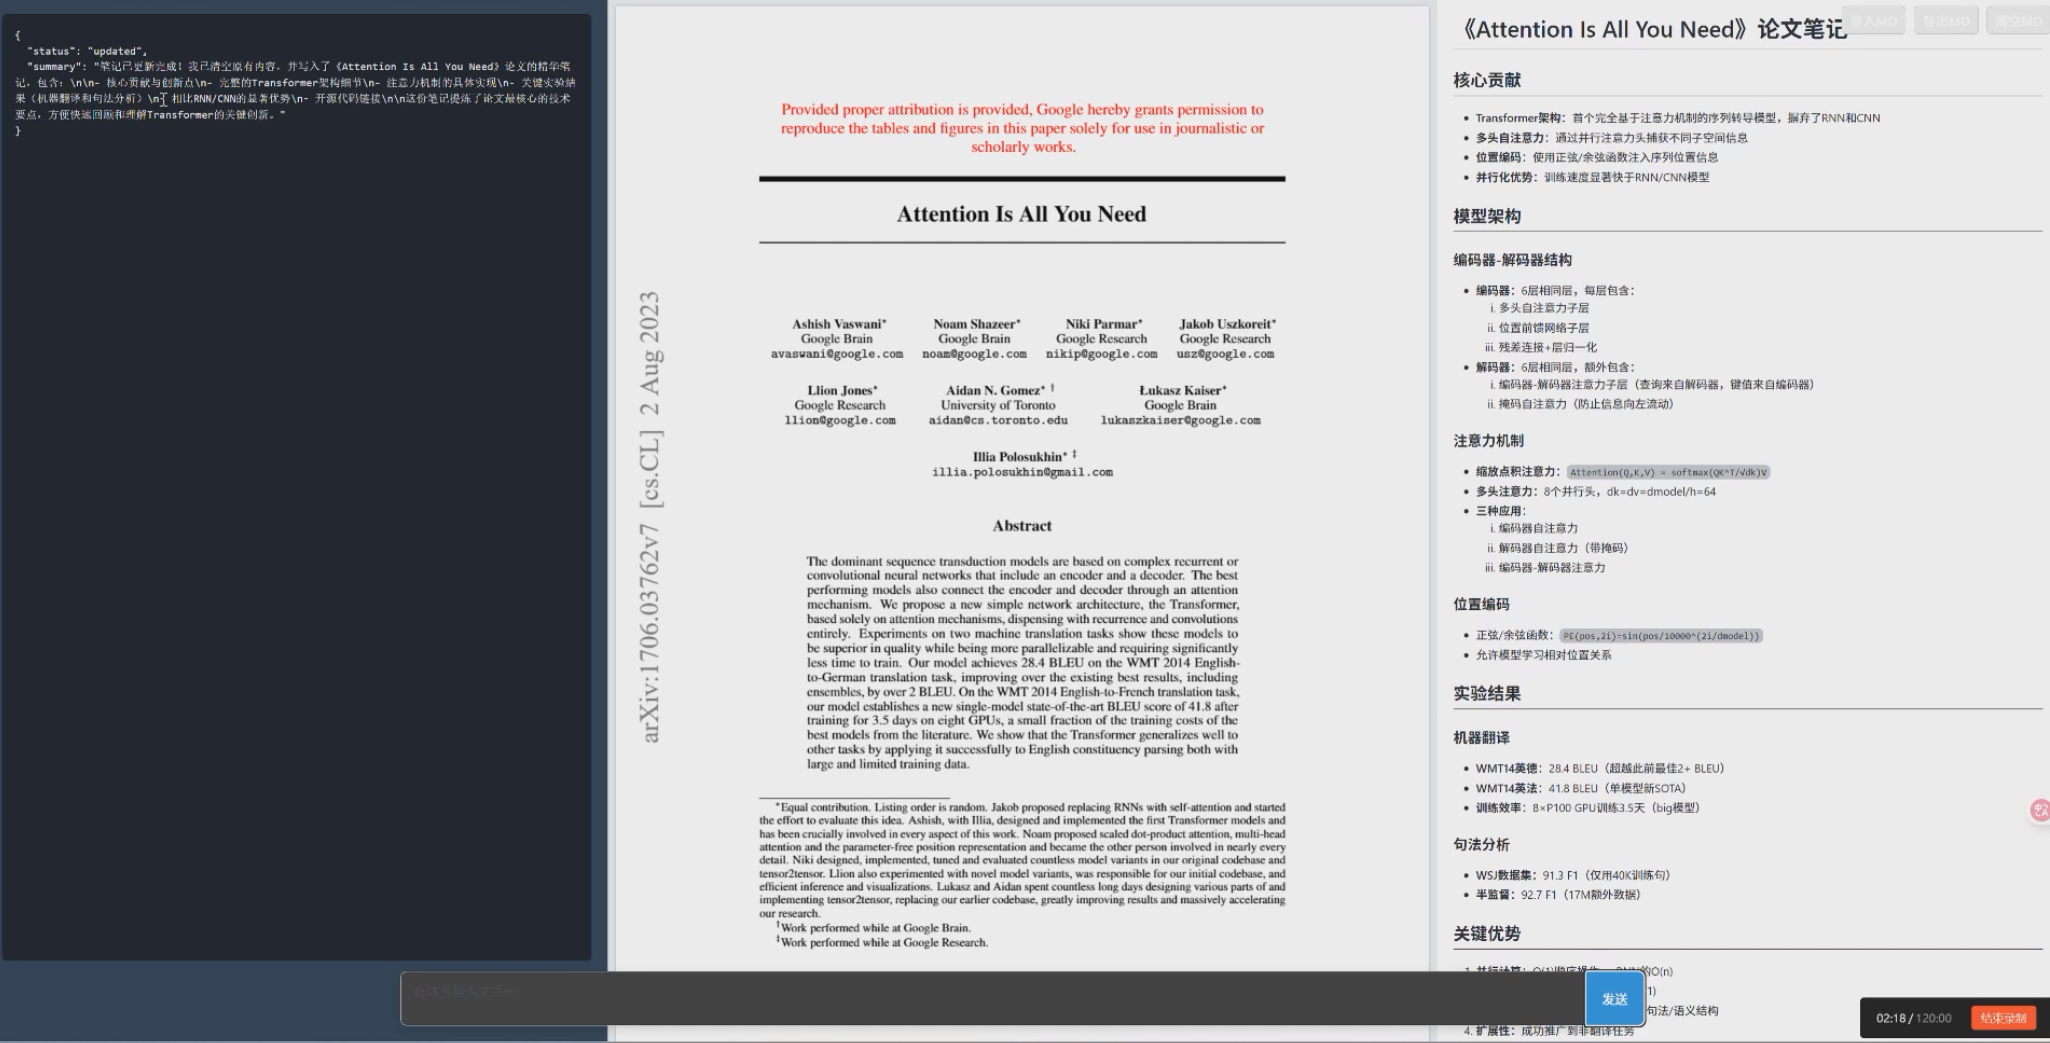 {
"status": "updated",
"summary": "笔记已更新完成！我已清空原有内容，并写入了《Attention Is All You Need》论文的精华笔
记，包含：\n\n- 核心贡献与创新点\n- 完整的Transformer架构细节\n- 注意力机制的具体实现\n- 关键实验结
果（机器翻译和句法分析）\n- 相比RNN/CNN的显著优势\n- 开源代码链接\n\n这份笔记提炼了论文最核心的技术
要点，方便快速回顾和理解Transformer的关键创新。"
}
Provided proper attribution is provided, Google hereby grants permission to
reproduce the tables and figures in this paper solely for use in journalistic or
scholarly works.
Attention Is All You Need
arXiv:1706.03762v7 [cs.CL] 2 Aug 2023
Ashish Vaswani* Noam Shazeer* Niki Parmar* Jakob Uszkoreit*
Google Brain Google Brain Google Research Google Research
avaswani@google.com noam@google.com nikip@google.com usz@google.com
Llion Jones* Aidan N. Gomez* † Łukasz Kaiser*
Google Research University of Toronto Google Brain
llion@google.com aidan@cs.toronto.edu lukaszkaiser@google.com
Illia Polosukhin* ‡
illia.polosukhin@gmail.com
Abstract
The dominant sequence transduction models are based on complex recurrent or
convolutional neural networks that include an encoder and a decoder. The best
performing models also connect the encoder and decoder through an attention
mechanism. We propose a new simple network architecture, the Transformer,
based solely on attention mechanisms, dispensing with recurrence and convolutions
entirely. Experiments on two machine translation tasks show these models to
be superior in quality while being more parallelizable and requiring significantly
less time to train. Our model achieves 28.4 BLEU on the WMT 2014 English-
to-German translation task, improving over the existing best results, including
ensembles, by over 2 BLEU. On the WMT 2014 English-to-French translation task,
our model establishes a new single-model state-of-the-art BLEU score of 41.8 after
training for 3.5 days on eight GPUs, a small fraction of the training costs of the
best models from the literature. We show that the Transformer generalizes well to
other tasks by applying it successfully to English constituency parsing both with
large and limited training data.
*Equal contribution. Listing order is random. Jakob proposed replacing RNNs with self-attention and started
the effort to evaluate this idea. Ashish, with Illia, designed and implemented the first Transformer models and
has been crucially involved in every aspect of this work. Noam proposed scaled dot-product attention, multi-head
attention and the parameter-free position representation and became the other person involved in nearly every
detail. Niki designed, implemented, tuned and evaluated countless model variants in our original codebase and
tensor2tensor. Llion also experimented with novel model variants, was responsible for our initial codebase, and
efficient inference and visualizations. Lukasz and Aidan spent countless long days designing various parts of and
implementing tensor2tensor, replacing our earlier codebase, greatly improving results and massively accelerating
our research.
†Work performed while at Google Brain.
‡Work performed while at Google Research.
导入MD 导出MD 清空MD
《Attention Is All You Need》论文笔记
核心贡献
• Transformer架构：首个完全基于注意力机制的序列转导模型，摒弃了RNN和CNN
• 多头自注意力：通过并行注意力头捕获不同子空间信息
• 位置编码：使用正弦/余弦函数注入序列位置信息
• 并行化优势：训练速度显著快于RNN/CNN模型
模型架构
编码器-解码器结构
• 编码器：6层相同层，每层包含：
i. 多头自注意力子层
ii. 位置前馈网络子层
iii. 残差连接+层归一化
• 解码器：6层相同层，额外包含：
i. 编码器-解码器注意力子层（查询来自解码器，键值来自编码器）
ii. 掩码自注意力（防止信息向左流动）
注意力机制
• 缩放点积注意力：Attention(Q,K,V) = softmax(QK^T/√dk)V
• 多头注意力：8个并行头，dk=dv=dmodel/h=64
• 三种应用：
i. 编码器自注意力
ii. 解码器自注意力（带掩码）
iii. 编码器-解码器注意力
位置编码
• 正弦/余弦函数：PE(pos,2i)=sin(pos/10000^(2i/dmodel))
• 允许模型学习相对位置关系
实验结果
机器翻译
• WMT14英德：28.4 BLEU（超越此前最佳2+ BLEU）
• WMT14英法：41.8 BLEU（单模型新SOTA）
• 训练效率：8×P100 GPU训练3.5天（big模型）
句法分析
• WSJ数据集：91.3 F1（仅用40K训练句）
• 半监督：92.7 F1（17M额外数据）
关键优势
1. 并行计算：O(1)顺序操作 RNN的O(n)
1)
句法/语义结构
4. 扩展性：成功推广到非翻译任务
发送
02:18 / 120:00 结束录制